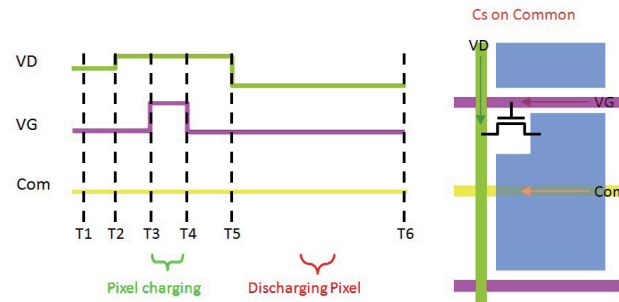 Cs on Common
VD
VD
VG
VG
Com
Com
T1 T2 T3 T4 T5 T6
Pixel charging
Discharging Pixel